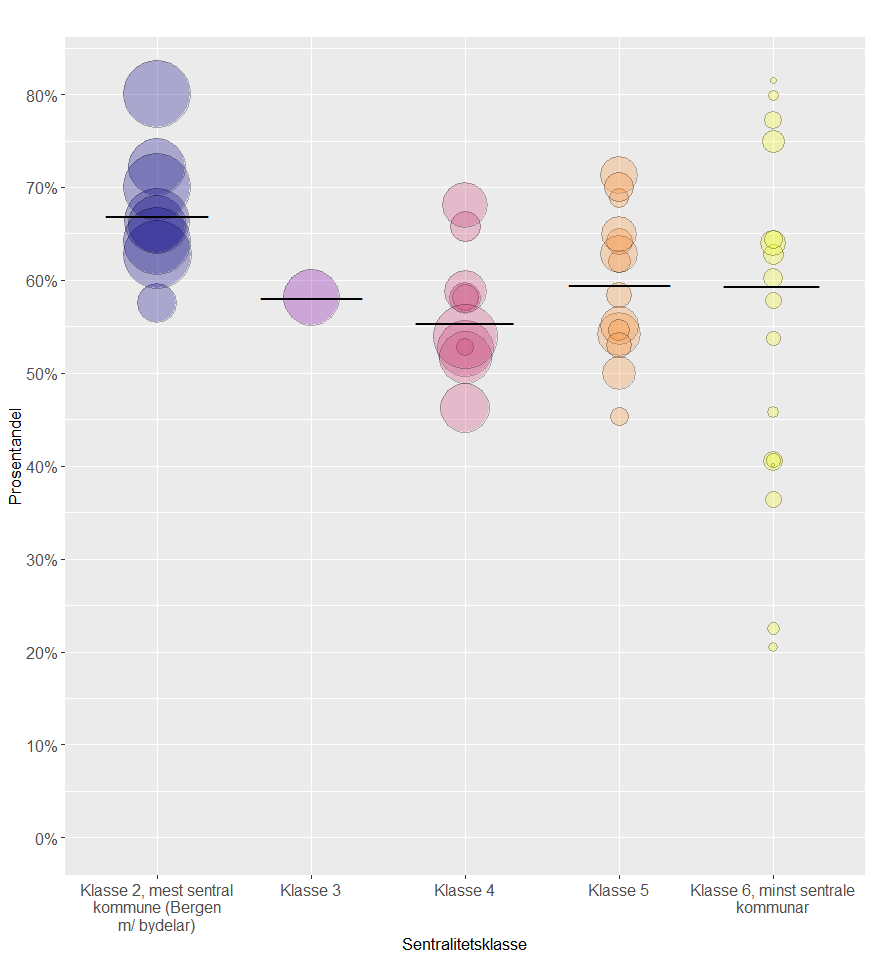 80%
70%
60%
50%
40%
30%
20%
10%
0%
Prosentandel
Klasse 2, mest sentral
kommune (Bergen
m/ bydelar)
Klasse 3
Klasse 4
Klasse 5
Klasse 6, minst sentrale
kommunar
Sentralitetsklasse